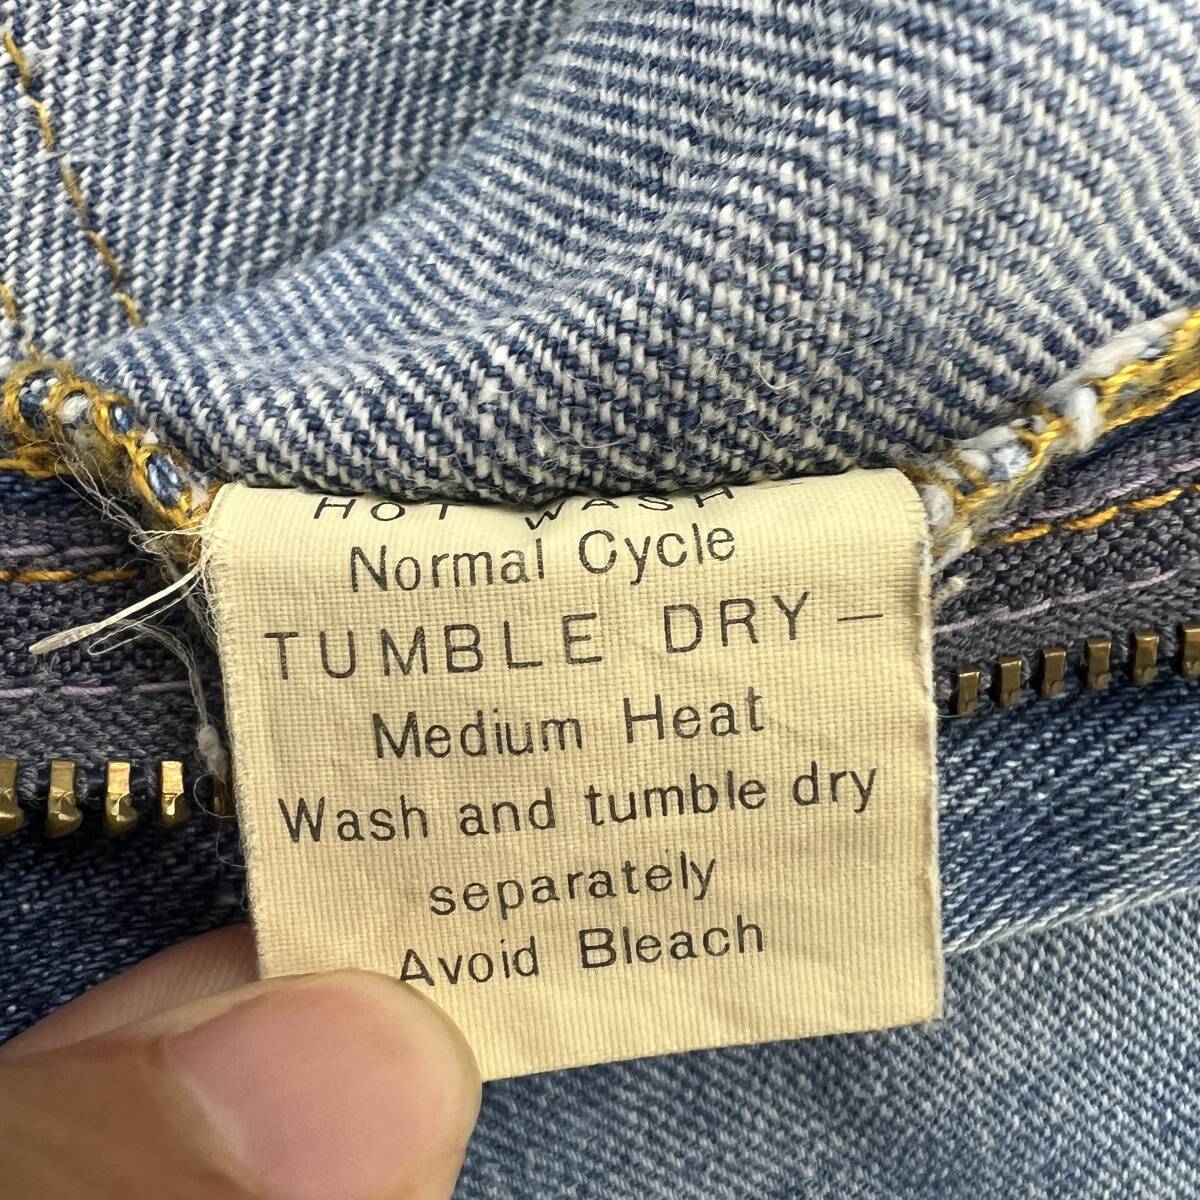 HOT WASH -
Normal Cycle
TUMBLE DRY —
Medium Heat
Wash and tumble dry
separately
Avoid Bleach